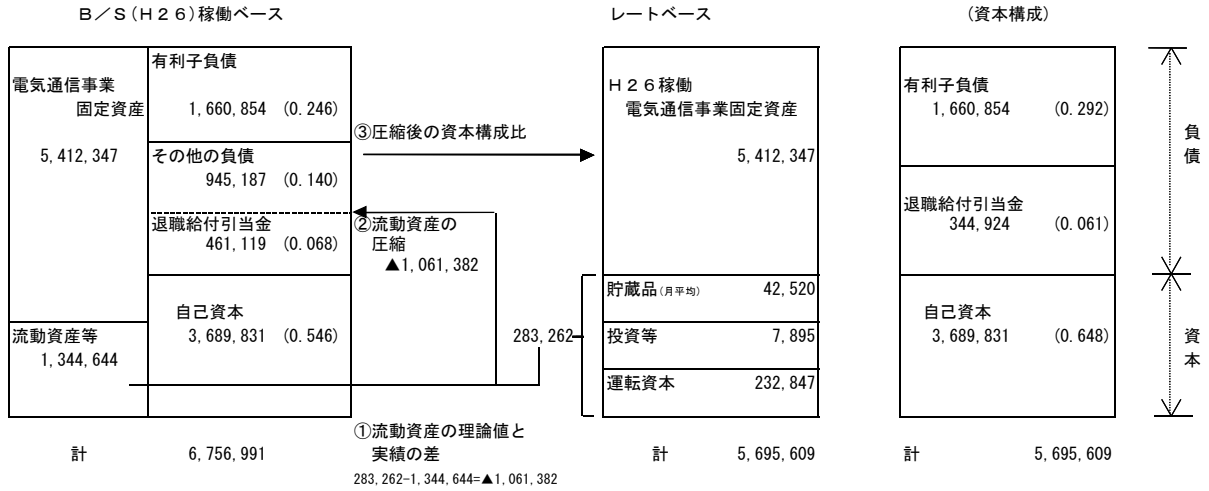 B/S(H26)稼働ベース
電気通信事業
固定資産
5,412,347
流動資産等
1,344,644
有利子負債
1,660,854 (0.246)
その他の負債
945,187 (0.140)
退職給付引当金
461,119 (0.068)
自己資本
3,689,831 (0.546)
計 6,756,991
③圧縮後の資本構成比
②流動資産の
圧縮
▲1,061,382
283,262
①流動資産の理論値と
実績の差
283,262-1,344,644=▲1,061,382
レートベース
H26稼働
電気通信事業固定資産
5,412,347
貯蔵品(月平均) 42,520
投資等 7,895
運転資本 232,847
計 5,695,609
(資本構成)
有利子負債
1,660,854 (0.292)
退職給付引当金
344,924 (0.061)
自己資本
3,689,831 (0.648)
計 5,695,609
負債
資本